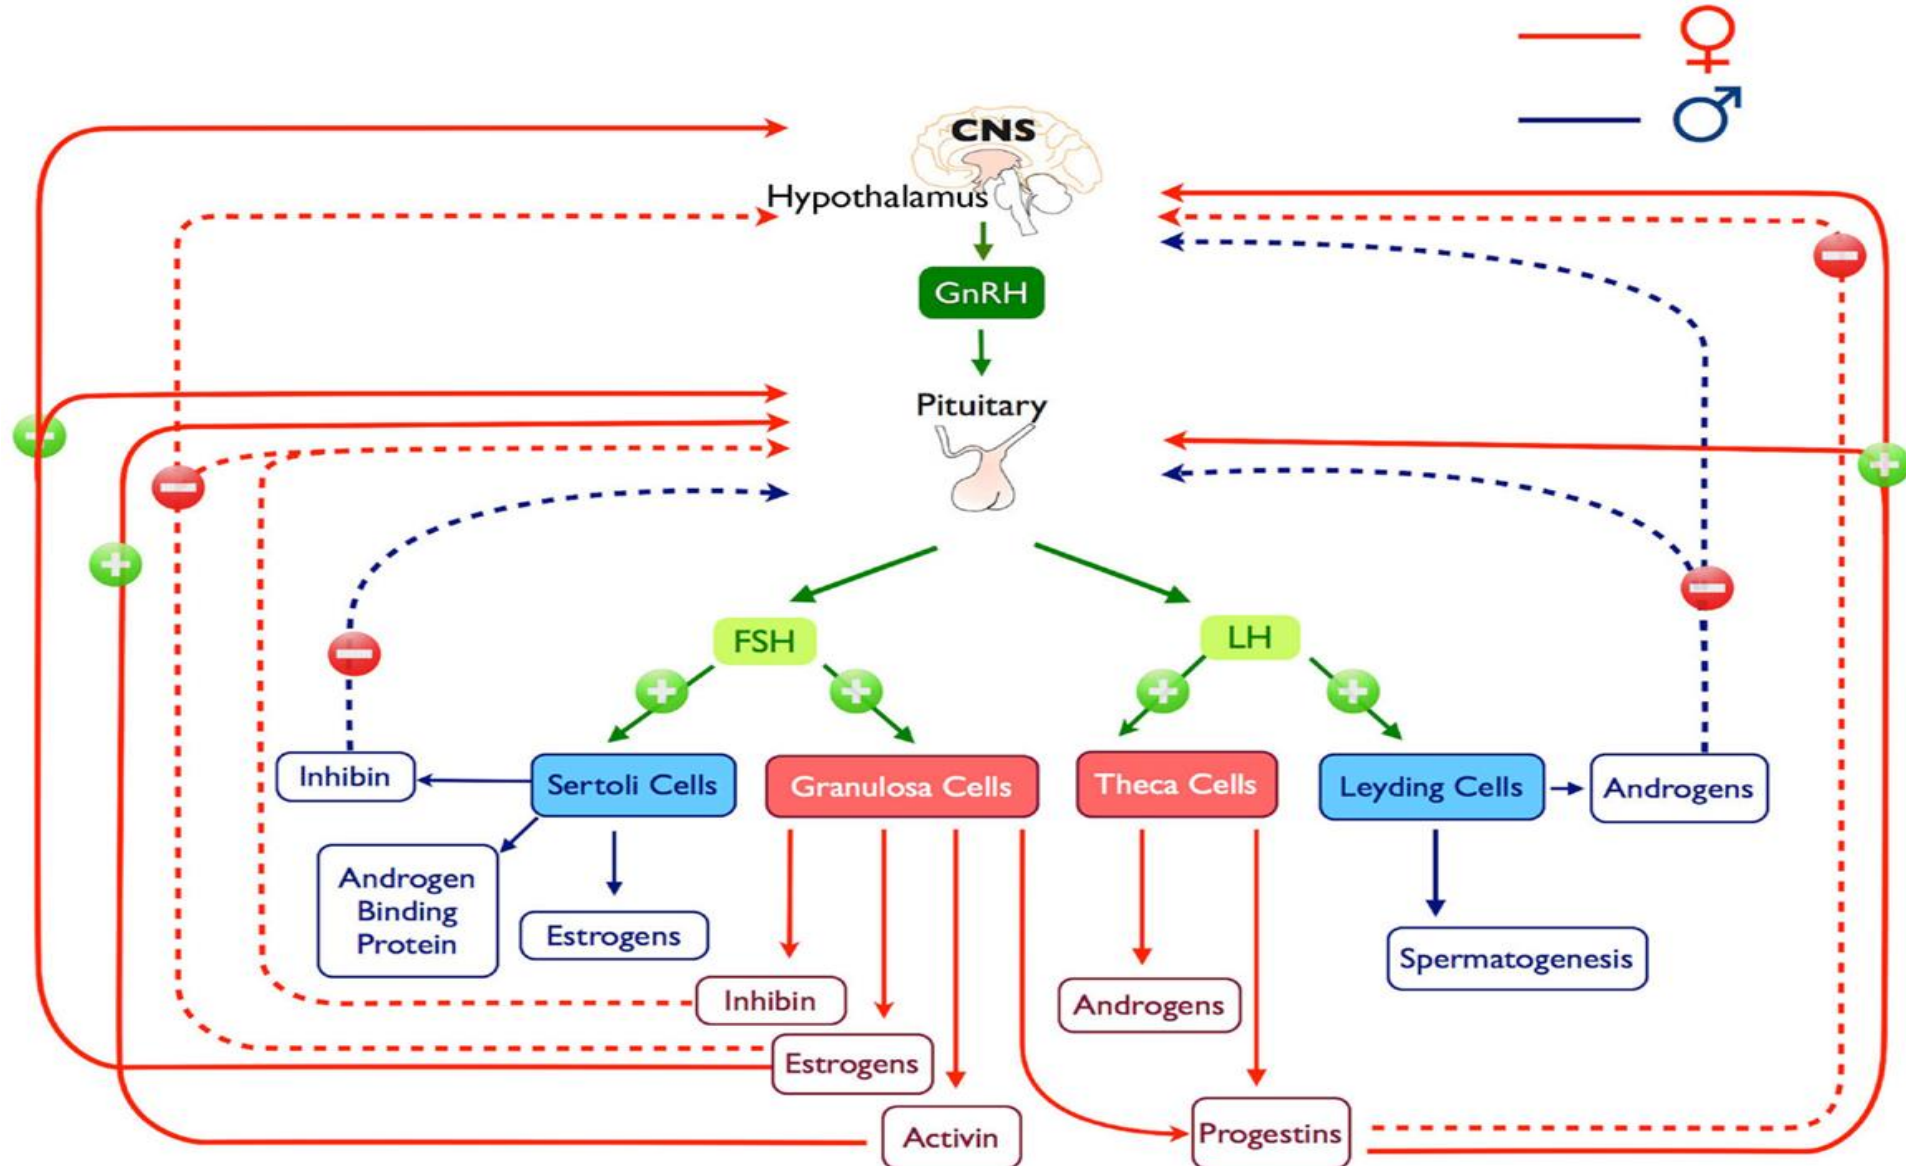 CNS
Hypothalamus
GnRH
Pituitary
FSH
LH
Inhibin
Sertoli Cells
Granulosa Cells
Theca Cells
Leyding Cells
Androgens
Androgen
Binding
Protein
Estrogens
Spermatogenesis
Inhibin
Androgens
Estrogens
Activin
Progestins